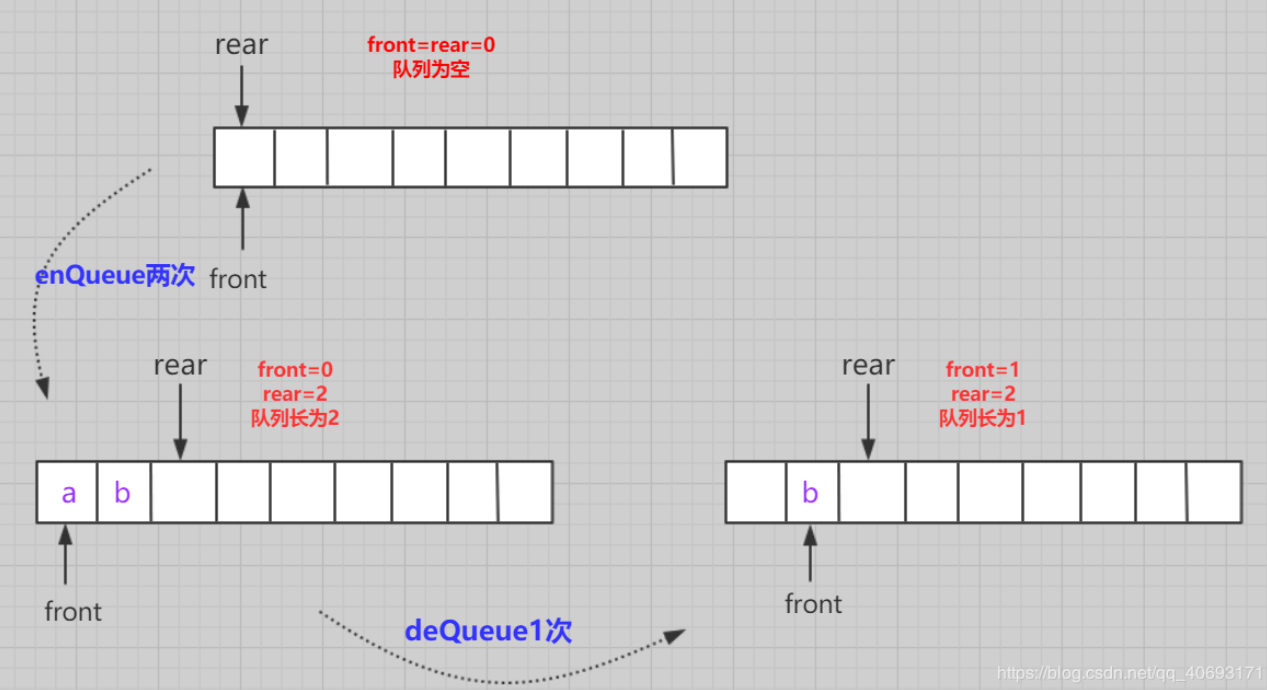 rear
front=rear=0
队列为空
enQueue两次
front
rear
front=0
rear=2
队列长为2
a b
front
deQueue1次
rear
front=1
rear=2
队列长为1
b
front
https://blog.csdn.net/qq_40693171